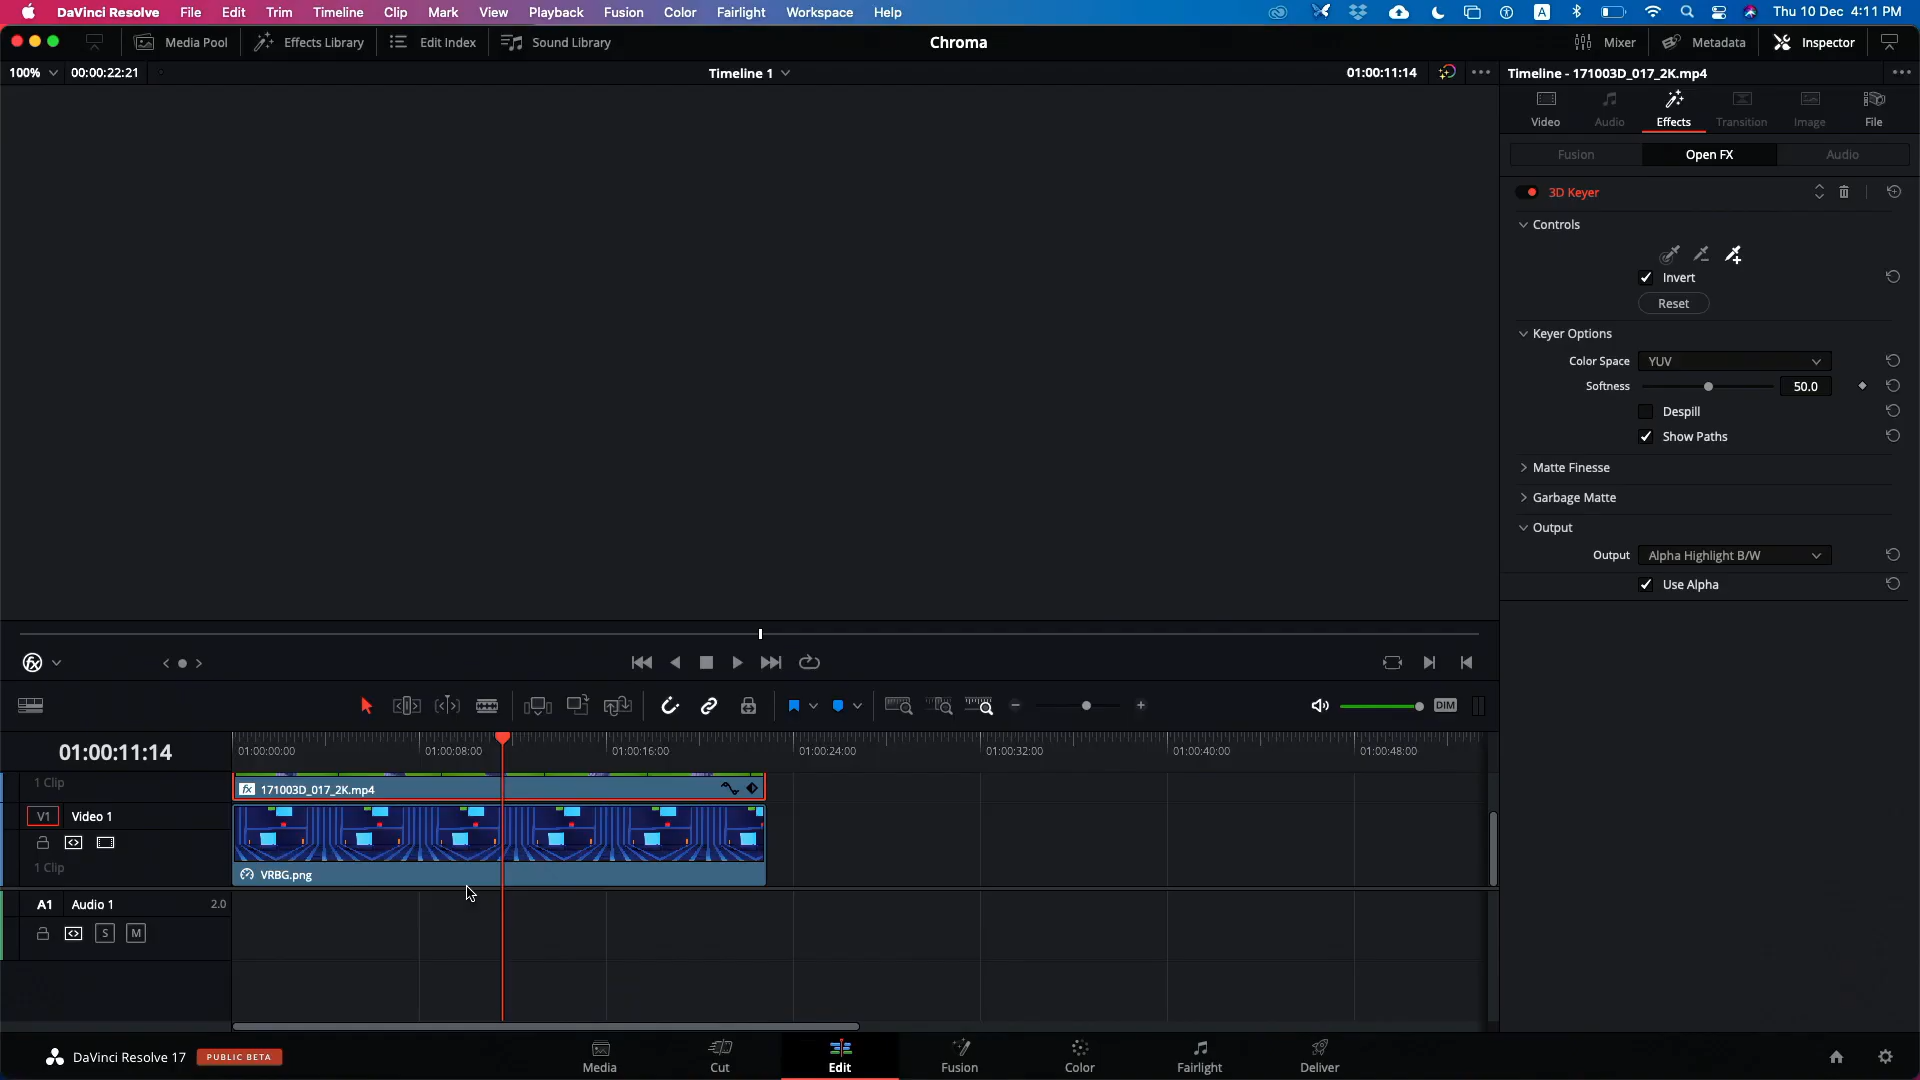 DaVinci Resolve File Edit Trim Timeline Clip Mark View Playback Fusion Color Fairlight Workspace Help A Thu 10 Dec 4:11 PM
Media Pool Effects Library Edit Index Sound Library Chroma Mixer Metadata Inspector
100% 00:00:22:21 Timeline 1 01:00:11:14 Timeline - 171003D_017_2K.mp4
Video Audio Effects Transition Image File
Fusion Open FX Audio
3D Keyer
Controls
Invert
Reset
Keyer Options
Color Space YUV
Softness 50.0
Despill
Show Paths
Matte Finesse
Garbage Matte
Output
Output Alpha Highlight B/W
Use Alpha
fx
DIM
01:00:11:14 01:00:00:00 01:00:08:00 01:00:16:00 01:00:24:00 01:00:32:00 01:00:40:00 01:00:48:00
1 Clip
fx 171003D_017_2K.mp4
V1 Video 1
1 Clip
VRBG.png
A1 Audio 1 2.0
S M
DaVinci Resolve 17 PUBLIC BETA Media Cut Edit Fusion Color Fairlight Deliver